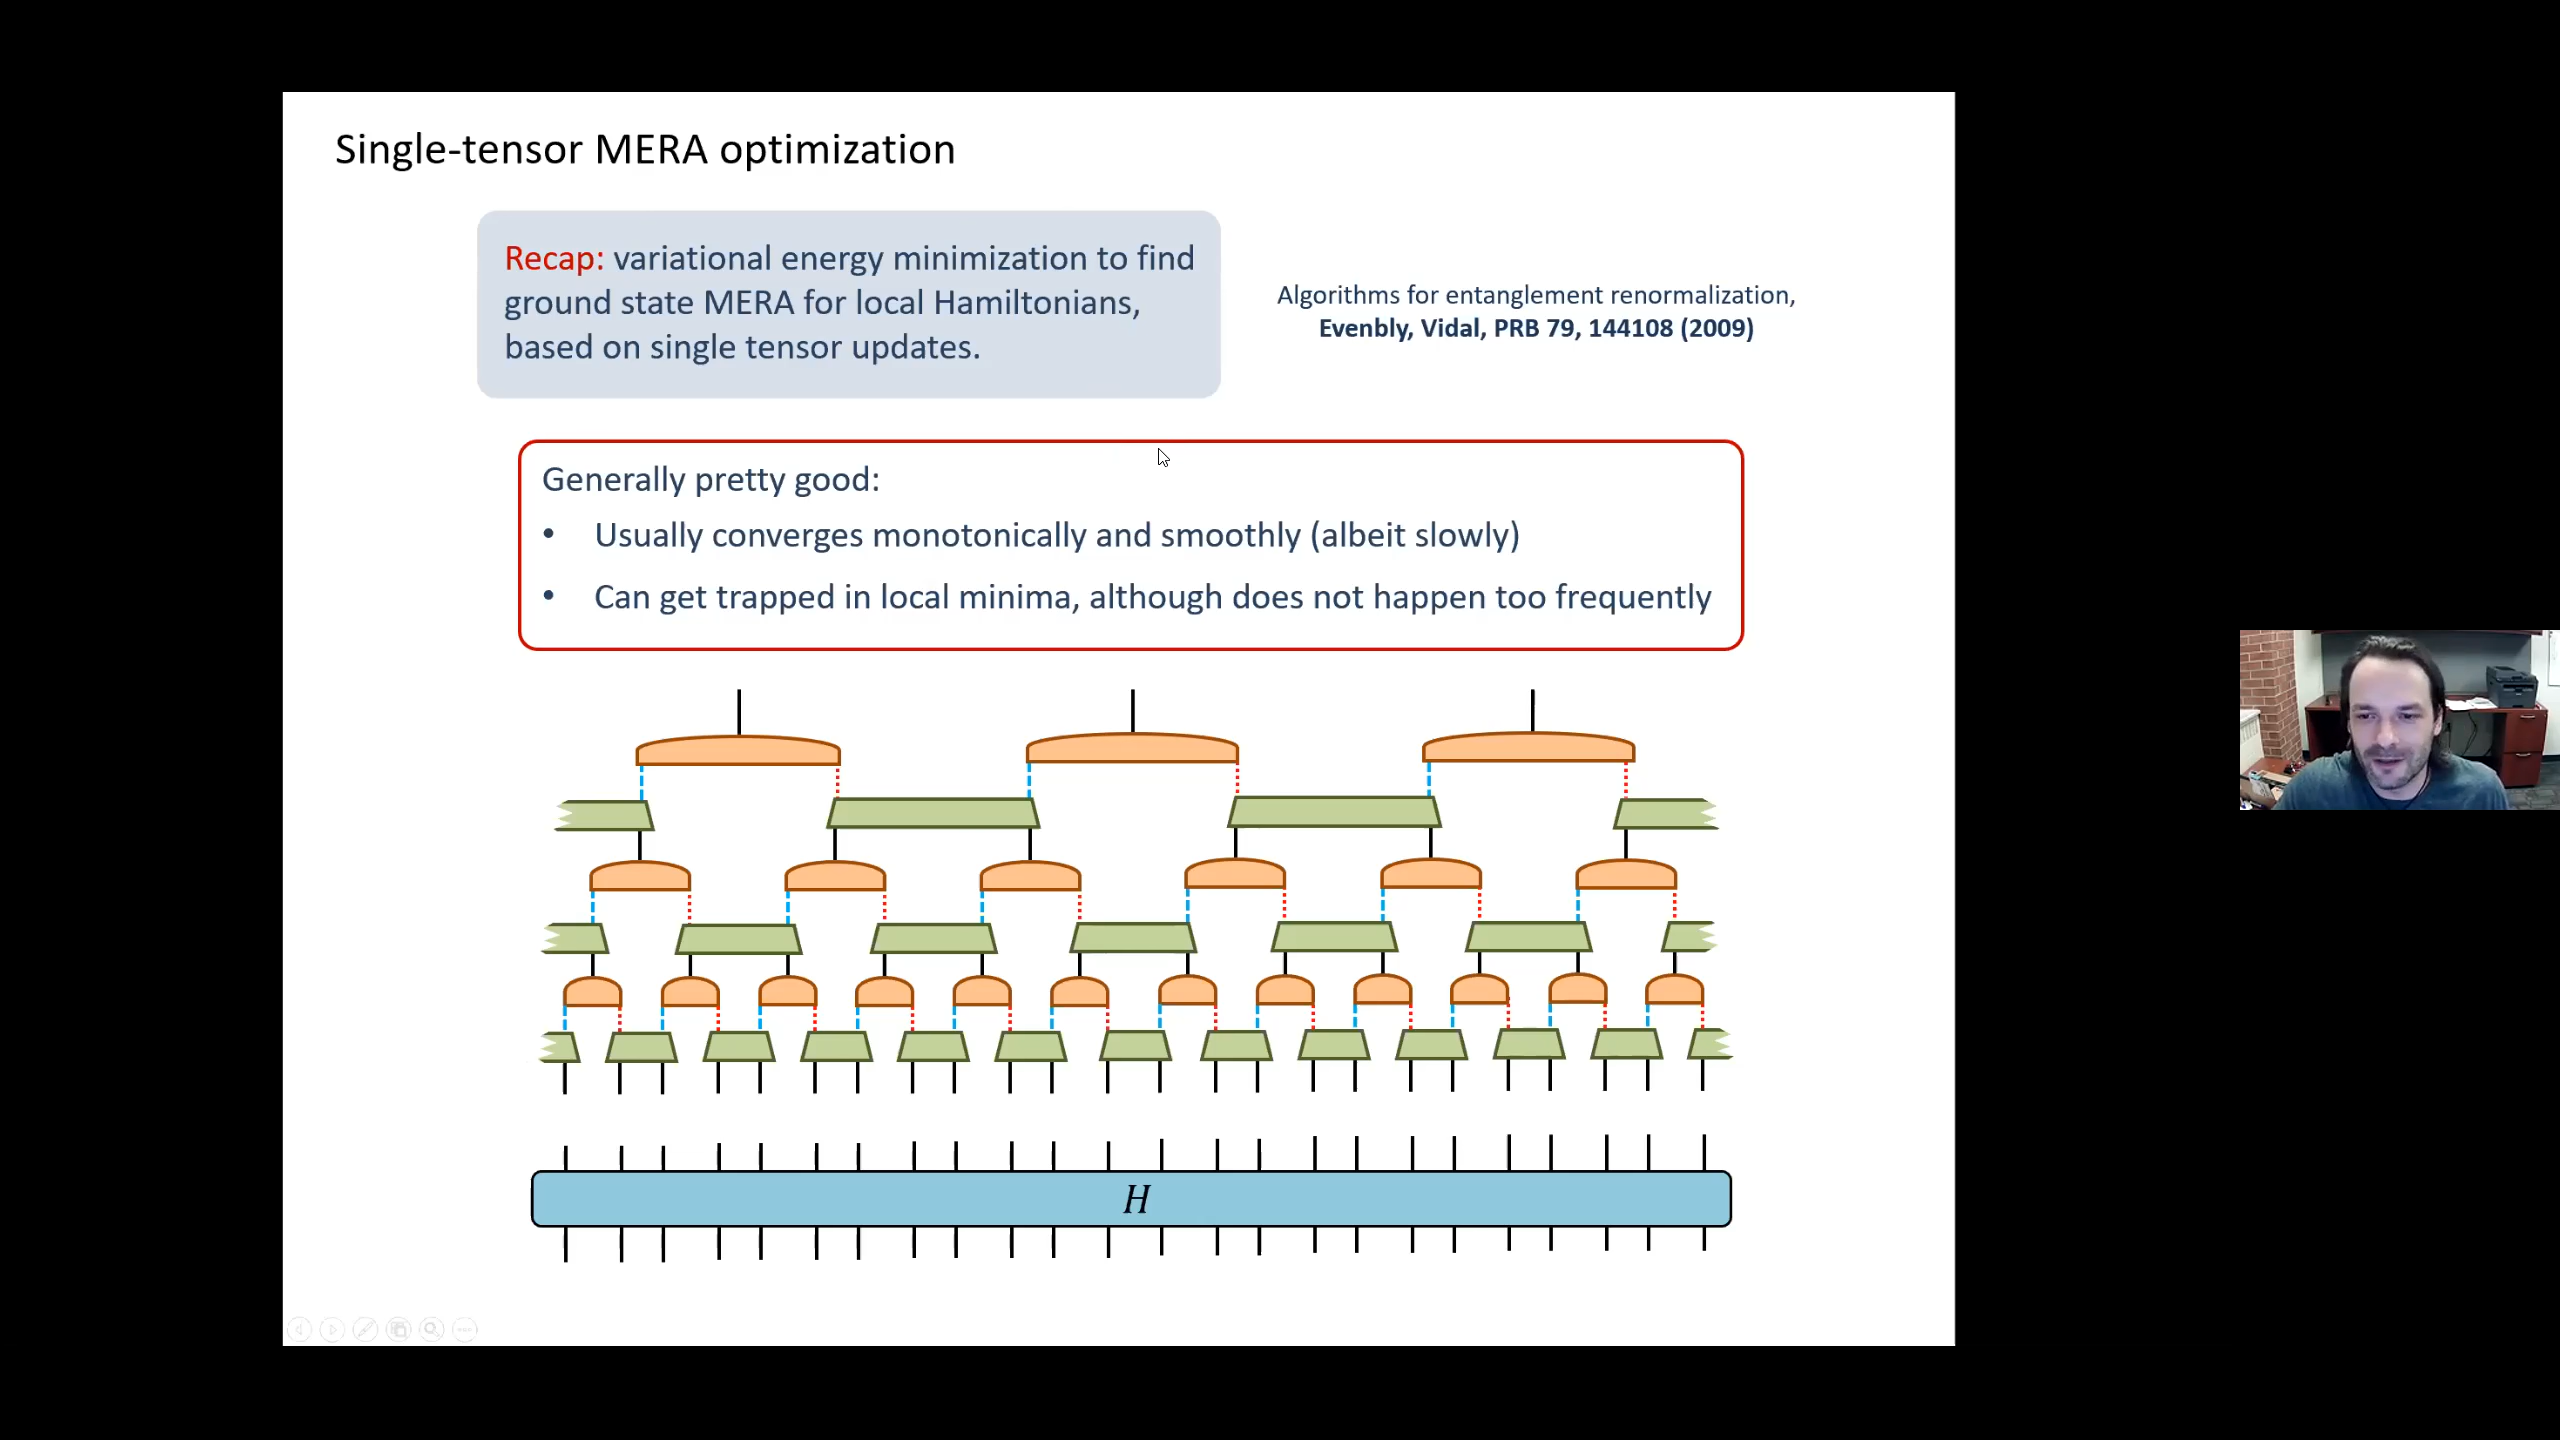 Single-tensor MERA optimization
Recap: variational energy minimization to find
ground state MERA for local Hamiltonians,
based on single tensor updates.
Algorithms for entanglement renormalization,
Evenbly, Vidal, PRB 79, 144108 (2009)
Generally pretty good:
• Usually converges monotonically and smoothly (albeit slowly)
• Can get trapped in local minima, although does not happen too frequently
H